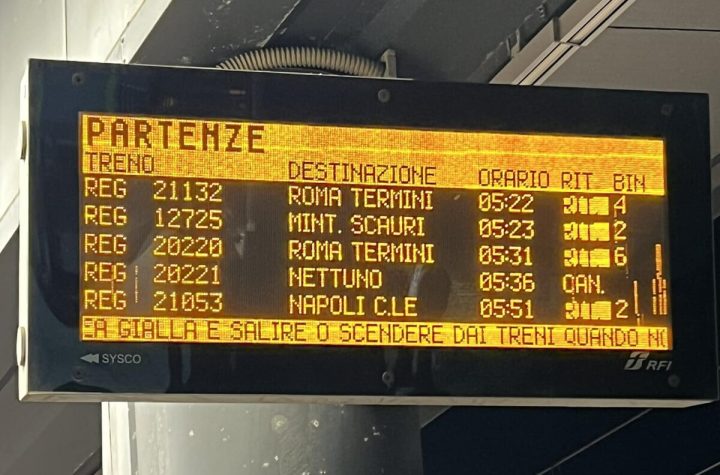 PARTENZE
TRENO DESTINAZIONE ORARIO RIT BIN
REG 21132 ROMA TERMINI 05:22 4
REG 12725 MINT. SCAURI 05:23 2
REG 20220 ROMA TERMINI 05:31 6
REG 20221 NETTUNO 05:36 CAN.
REG 21053 NAPOLI C.LE 05:51 2
EA GIALLA E SALIRE O SCENDERE DAI TRENI QUANDO NO
SYSCO RFI